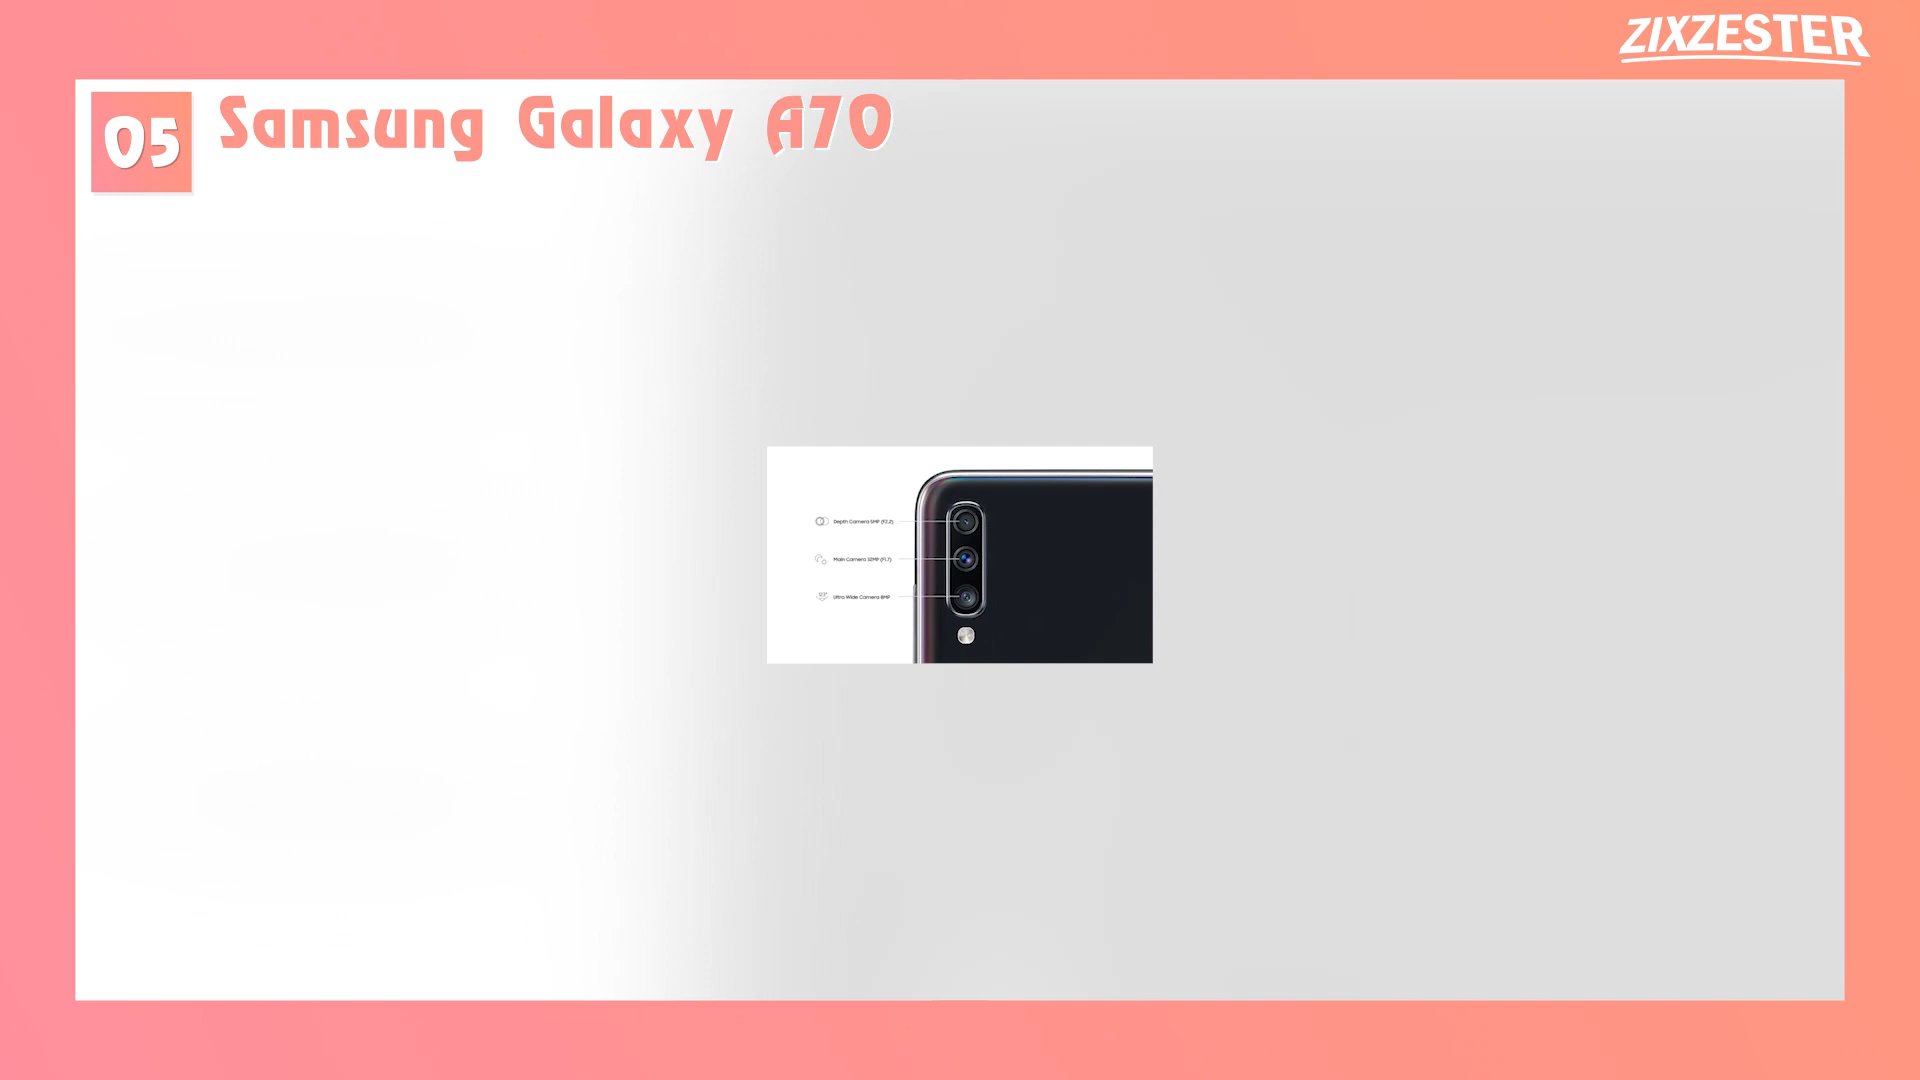 ZIXZESTER
05
Samsung Galaxy A70
Depth Camera 5MP (F2.2)
Main Camera 32MP (F1.7)
123°
Ultra Wide Camera 8MP